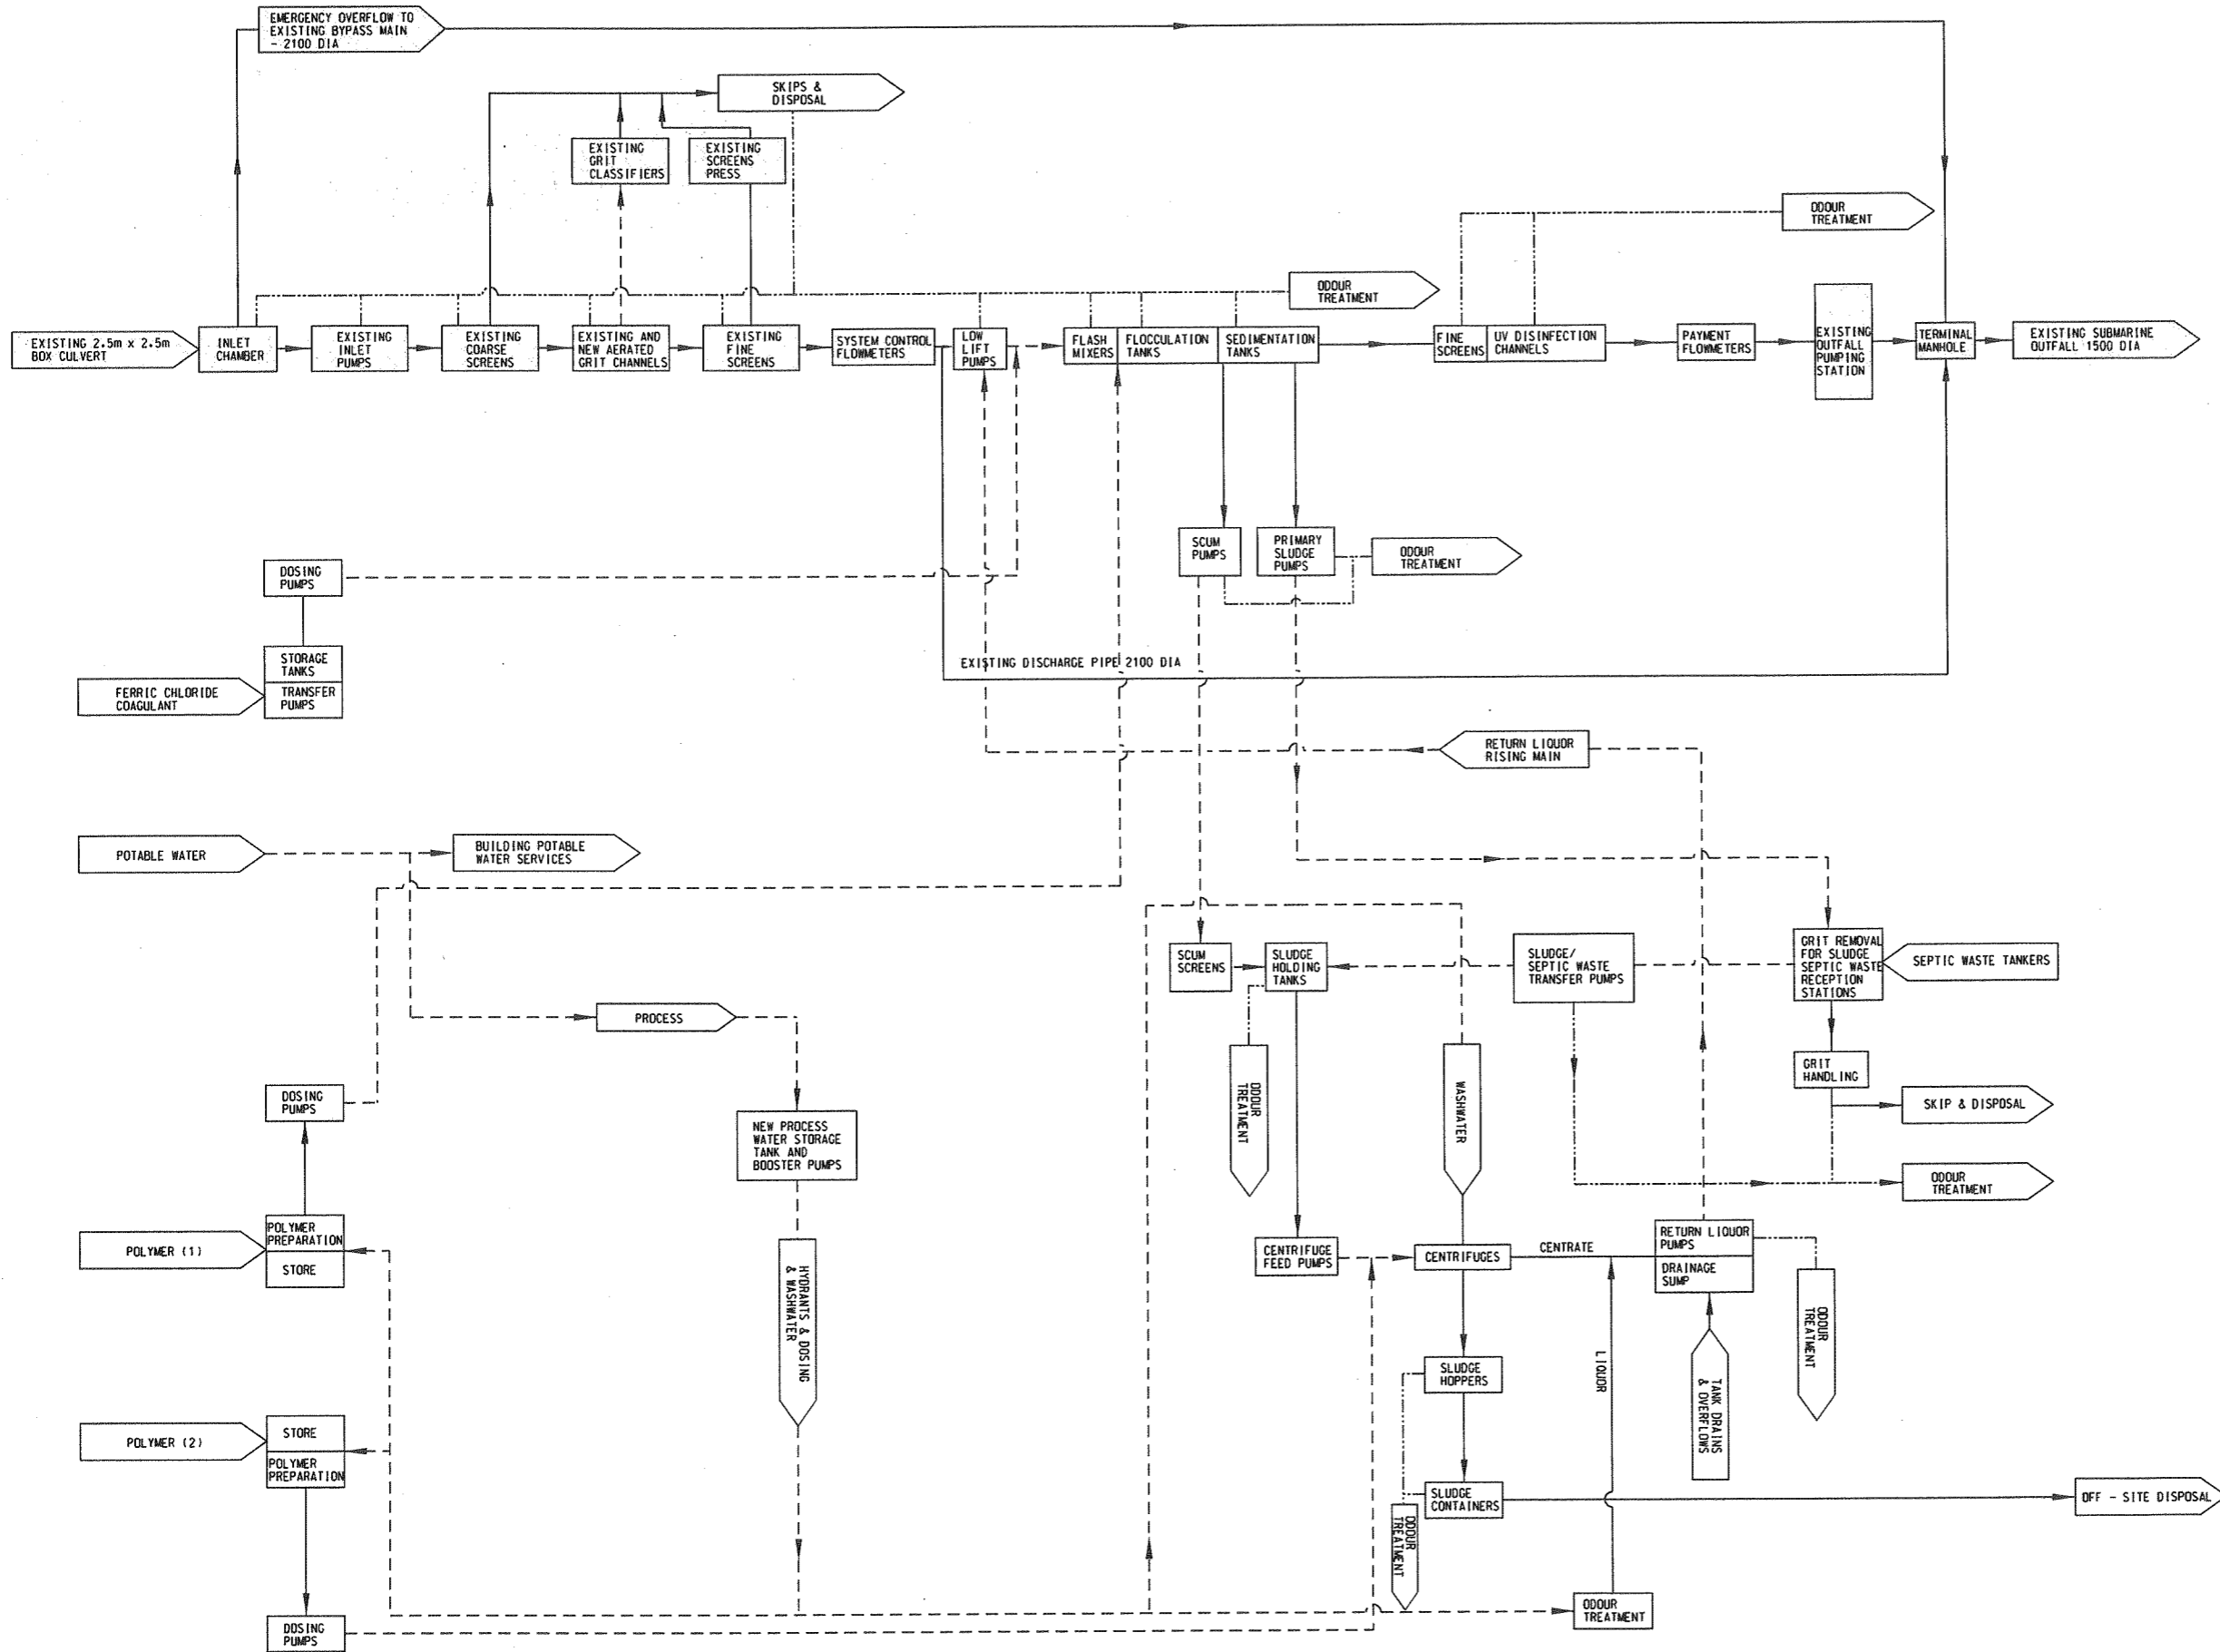 EMERGENCY OVERFLOW TO
EXISTING BYPASS MAIN
- 2100 DIA
SKIPS &
DISPOSAL
EXISTING
GRIT
CLASSIFIERS
EXISTING
SCREENS
PRESS
ODOUR
TREATMENT
ODOUR
TREATMENT
EXISTING 2.5m x 2.5m
BOX CULVERT
INLET
CHAMBER
EXISTING
INLET
PUMPS
EXISTING
COARSE
SCREENS
EXISTING AND
NEW AERATED
GRIT CHANNELS
EXISTING
FINE
SCREENS
SYSTEM CONTROL
FLOWMETERS
LOW
LIFT
PUMPS
FLASH
MIXERS
FLOCCULATION
TANKS
SEDIMENTATION
TANKS
FINE
SCREENS
UV DISINFECTION
CHANNELS
PAYMENT
FLOWMETERS
EXISTING
OUTFALL
PUMPING
STATION
TERMINAL
MANHOLE
EXISTING SUBMARINE
OUTFALL 1500 DIA
SCUM
PUMPS
PRIMARY
SLUDGE
PUMPS
ODOUR
TREATMENT
DOSING
PUMPS
STORAGE
TANKS
TRANSFER
PUMPS
FERRIC CHLORIDE
COAGULANT
EXISTING DISCHARGE PIPE 2100 DIA
RETURN LIQUOR
RISING MAIN
POTABLE WATER
BUILDING POTABLE
WATER SERVICES
SCUM
SCREENS
SLUDGE
HOLDING
TANKS
SLUDGE/
SEPTIC WASTE
TRANSFER PUMPS
GRIT REMOVAL
FOR SLUDGE
SEPTIC WASTE
RECEPTION
STATIONS
SEPTIC WASTE TANKERS
PROCESS
GRIT
HANDLING
SKIP & DISPOSAL
ODOUR
TREATMENT
WASHWATER
DOSING
PUMPS
NEW PROCESS
WATER STORAGE
TANK AND
BOOSTER PUMPS
ODOUR
TREATMENT
POLYMER
PREPARATION
STORE
POLYMER (1)
CENTRIFUGE
FEED PUMPS
CENTRIFUGES
CENTRATE
RETURN LIQUOR
PUMPS
DRAINAGE
SUMP
HYDRANTS & DOSING
& WASHWATER
ODOUR
TREATMENT
SLUDGE
HOPPERS
LIQUOR
TANK DRAINS
& OVERFLOWS
STORE
POLYMER
PREPARATION
POLYMER (2)
SLUDGE
CONTAINERS
OFF - SITE DISPOSAL
ODOUR
TREATMENT
ODOUR
TREATMENT
DOSING
PUMPS